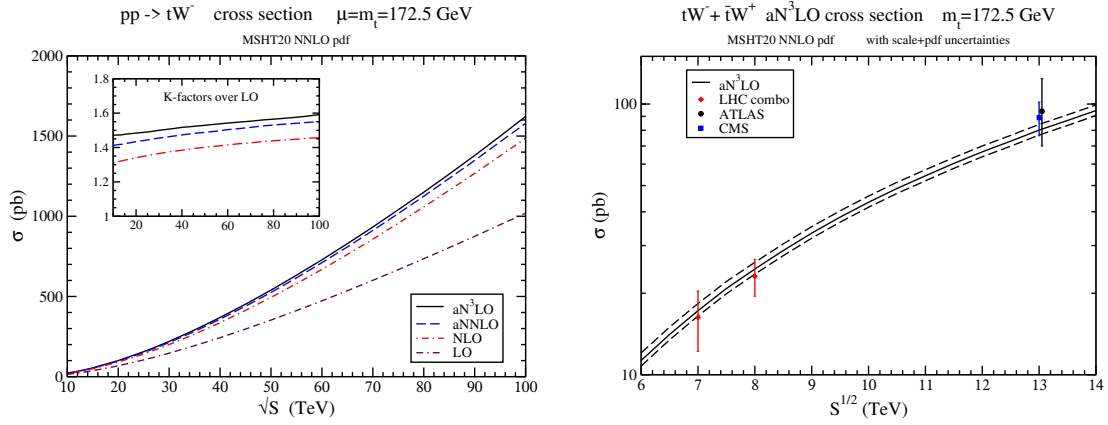 pp -> tW⁻ cross section μ=mₜ=172.5 GeV
MSHT20 NNLO pdf
2000
1500
1000
500
0
σ (pb)
K-factors over LO
1.8
1.6
1.4
1.2
1
20 40 60 80 100
aN³LO
aNNLO
NLO
LO
10 20 30 40 50 60 70 80 90 100
√S (TeV)
tW⁻ + t̄W⁺ aN³LO cross section mₜ=172.5 GeV
MSHT20 NNLO pdf with scale+pdf uncertainties
aN³LO
LHC combo
ATLAS
CMS
100
10
σ (pb)
6 7 8 9 10 11 12 13 14
S^{1/2} (TeV)